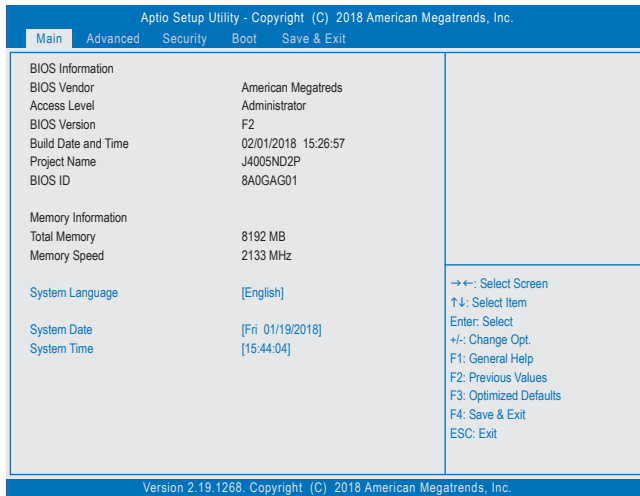 Aptio Setup Utility - Copyright (C) 2018 American Megatrends, Inc.
Main Advanced Security Boot Save & Exit
BIOS Information
BIOS Vendor American Megatreds
Access Level Administrator
BIOS Version F2
Build Date and Time 02/01/2018 15:26:57
Project Name J4005ND2P
BIOS ID 8A0GAG01
Memory Information
Total Memory 8192 MB
Memory Speed 2133 MHz
System Language [English]
System Date [Fri 01/19/2018]
System Time [15:44:04]
→←: Select Screen
↑↓: Select Item
Enter: Select
+/-: Change Opt.
F1: General Help
F2: Previous Values
F3: Optimized Defaults
F4: Save & Exit
ESC: Exit
Version 2.19.1268. Copyright (C) 2018 American Megatrends, Inc.